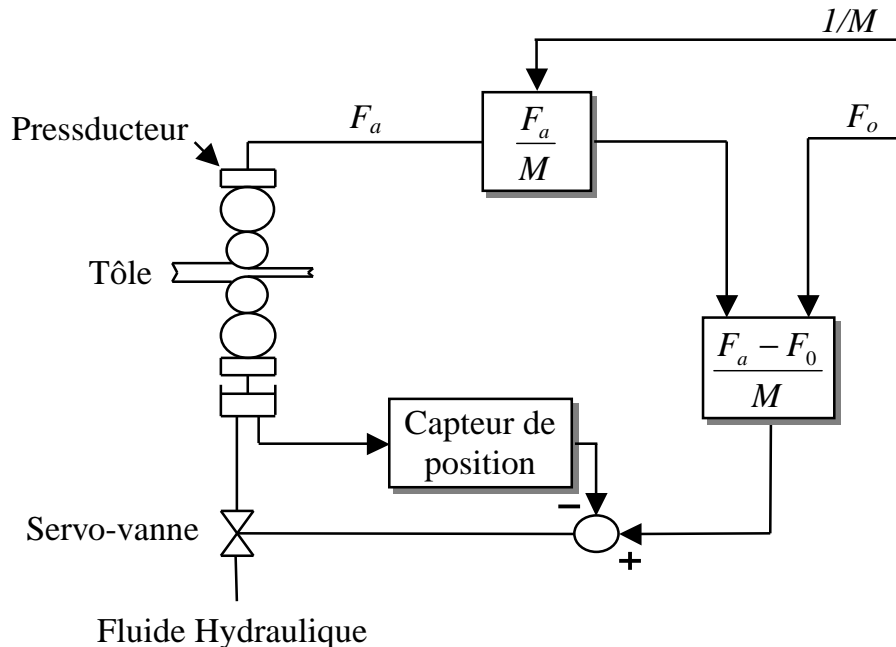 1/M
Pressducteur
F_a
F_a
M
F_o
Tôle
F_a − F_0
M
Capteur de
position
−
Servo-vanne
+
Fluide Hydraulique